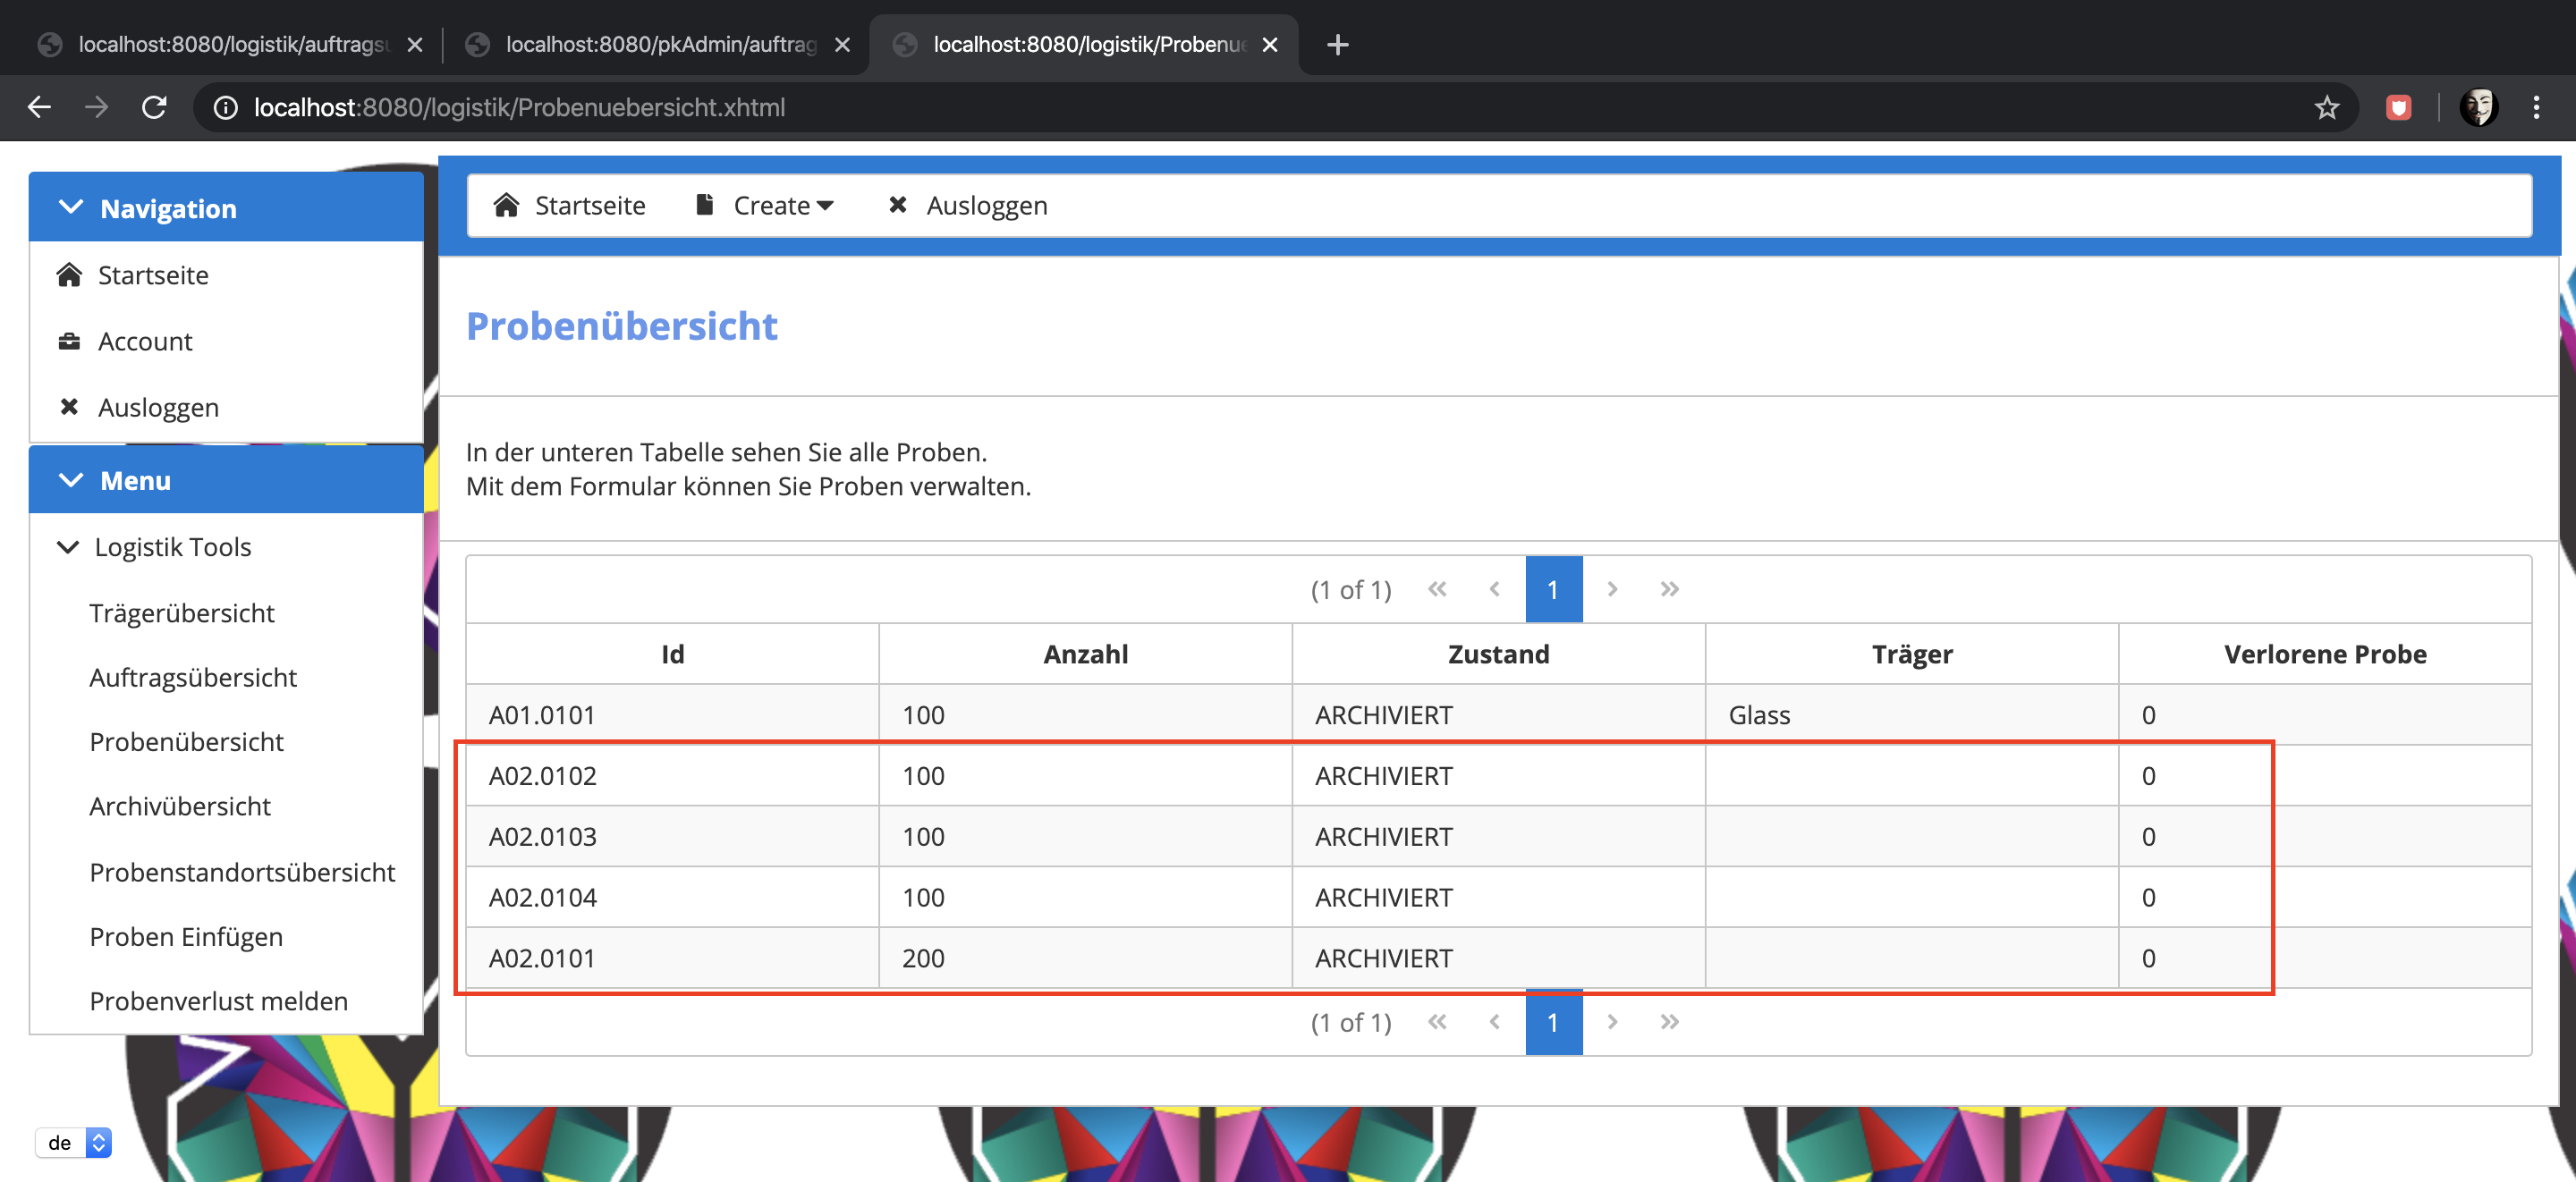 localhost:8080/logistik/auftragsu
localhost:8080/pkAdmin/auftrag
localhost:8080/logistik/Probenue
localhost:8080/logistik/Probenuebersicht.xhtml
Navigation
Startseite
Account
Ausloggen
Menu
Logistik Tools
Trägerübersicht
Auftragsübersicht
Probenübersicht
Archivübersicht
Probenstandortsübersicht
Proben Einfügen
Probenverlust melden
de
Startseite Create Ausloggen
Probenübersicht
In der unteren Tabelle sehen Sie alle Proben.
Mit dem Formular können Sie Proben verwalten.
(1 of 1) 1
Id Anzahl Zustand Träger Verlorene Probe
A01.0101 100 ARCHIVIERT Glass 0
A02.0102 100 ARCHIVIERT 0
A02.0103 100 ARCHIVIERT 0
A02.0104 100 ARCHIVIERT 0
A02.0101 200 ARCHIVIERT 0
(1 of 1) 1